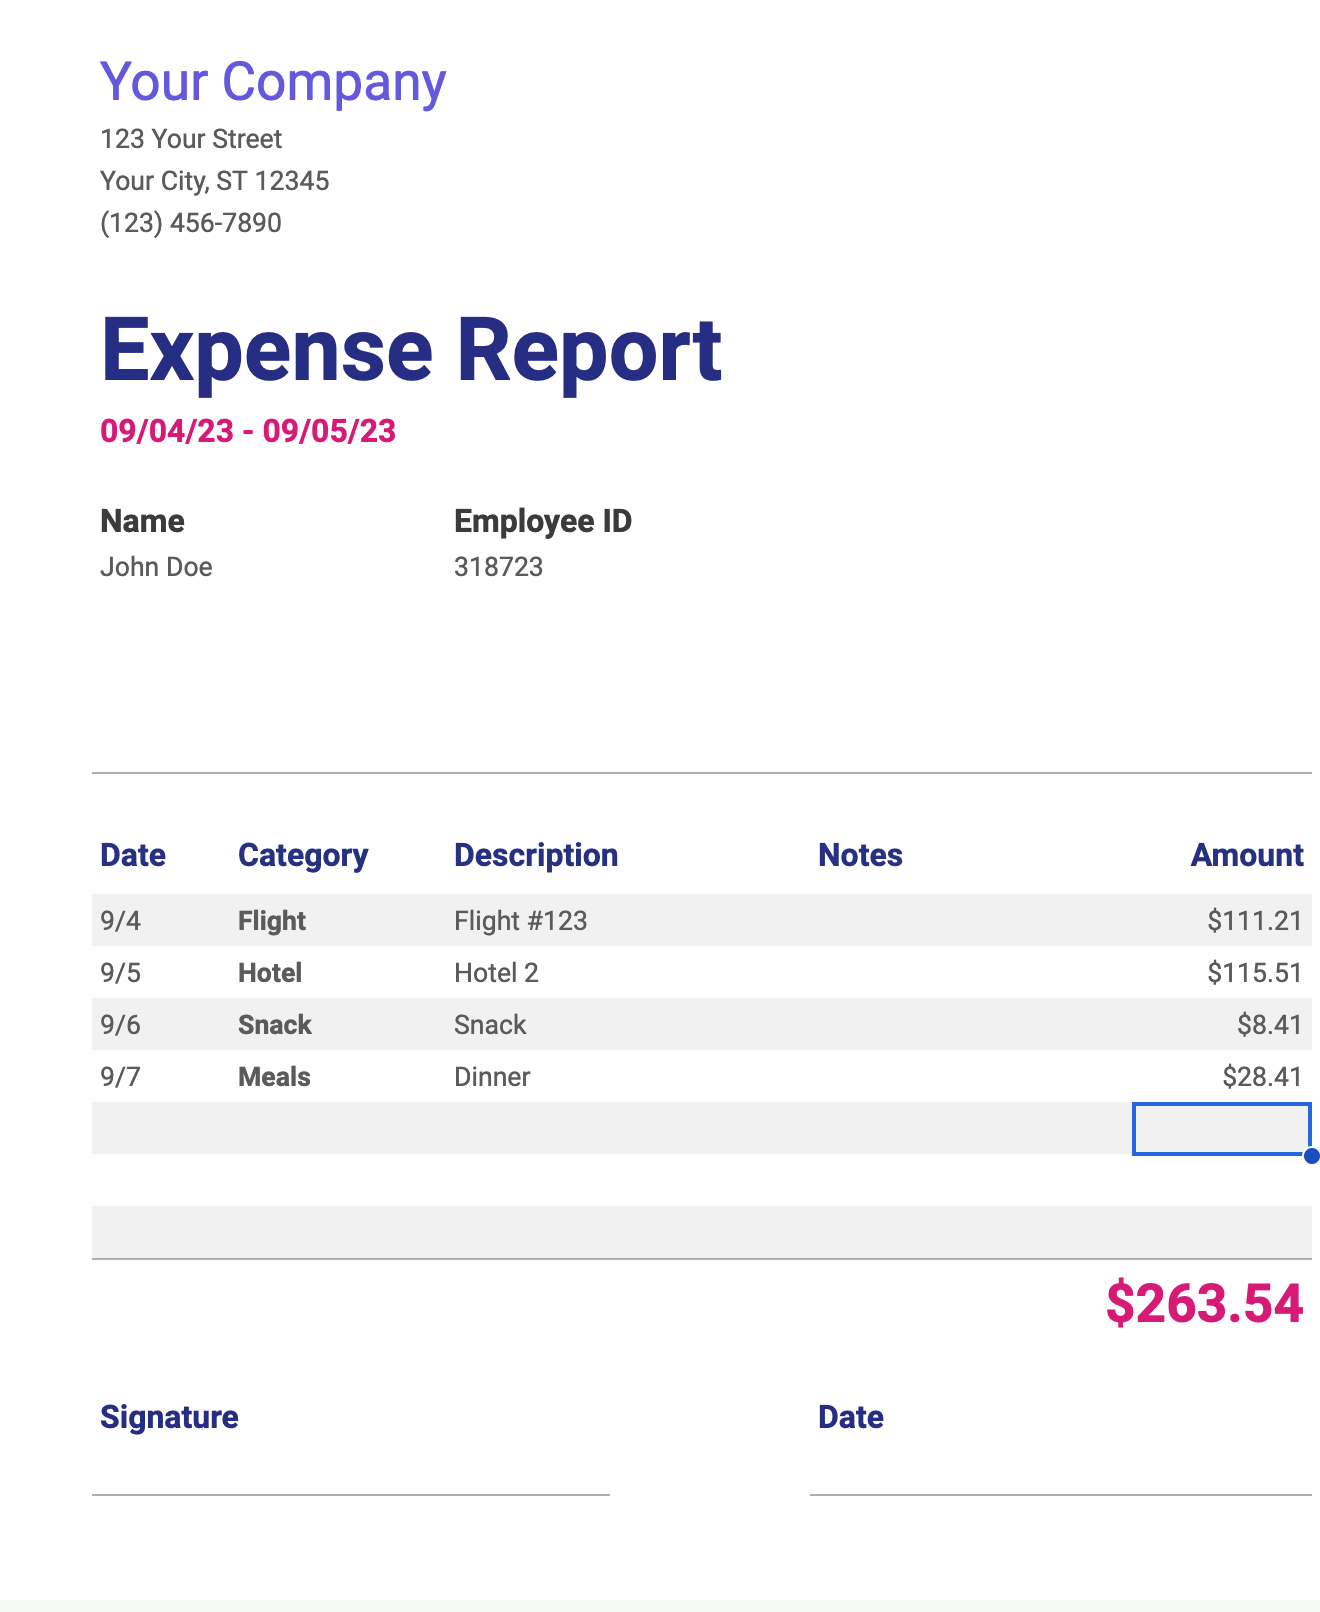 Your Company
123 Your Street
Your City, ST 12345
(123) 456-7890
Expense Report
09/04/23 - 09/05/23
Name Employee ID
John Doe 318723
Date Category Description Notes Amount
9/4 Flight Flight #123 $111.21
9/5 Hotel Hotel 2 $115.51
9/6 Snack Snack $8.41
9/7 Meals Dinner $28.41
$263.54
Signature Date